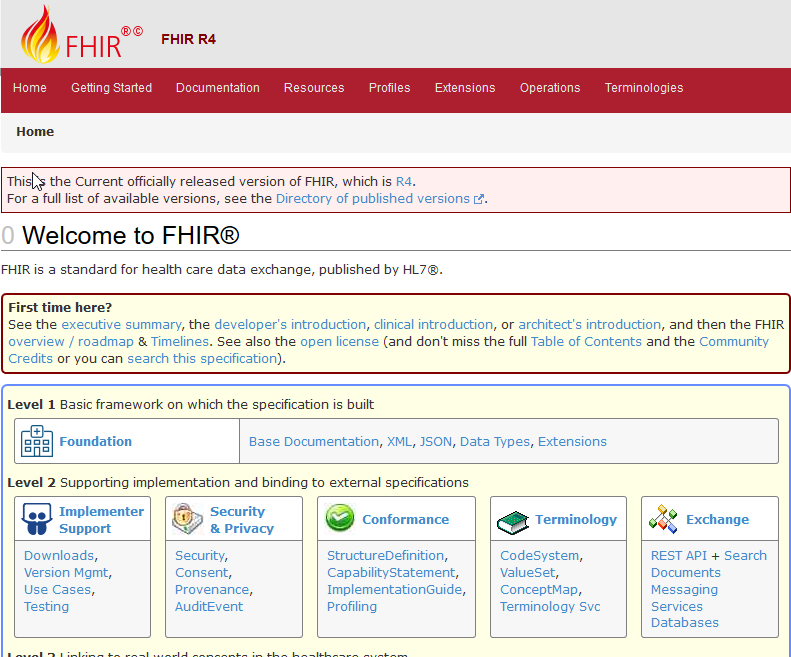 FHIR®© FHIR R4
Home Getting Started Documentation Resources Profiles Extensions Operations Terminologies
Home
This is the Current officially released version of FHIR, which is R4.
For a full list of available versions, see the Directory of published versions.
0 Welcome to FHIR®
FHIR is a standard for health care data exchange, published by HL7®.
First time here?
See the executive summary, the developer's introduction, clinical introduction, or architect's introduction, and then the FHIR
overview / roadmap & Timelines. See also the open license (and don't miss the full Table of Contents and the Community
Credits or you can search this specification).
Level 1 Basic framework on which the specification is built
Foundation
Base Documentation, XML, JSON, Data Types, Extensions
Level 2 Supporting implementation and binding to external specifications
Implementer
Support
Downloads,
Version Mgmt,
Use Cases,
Testing
Security
& Privacy
Security,
Consent,
Provenance,
AuditEvent
Conformance
StructureDefinition,
CapabilityStatement,
ImplementationGuide,
Profiling
Terminology
CodeSystem,
ValueSet,
ConceptMap,
Terminology Svc
Exchange
REST API + Search
Documents
Messaging
Services
Databases
Level 3 Linking to real world concepts in the healthcare system